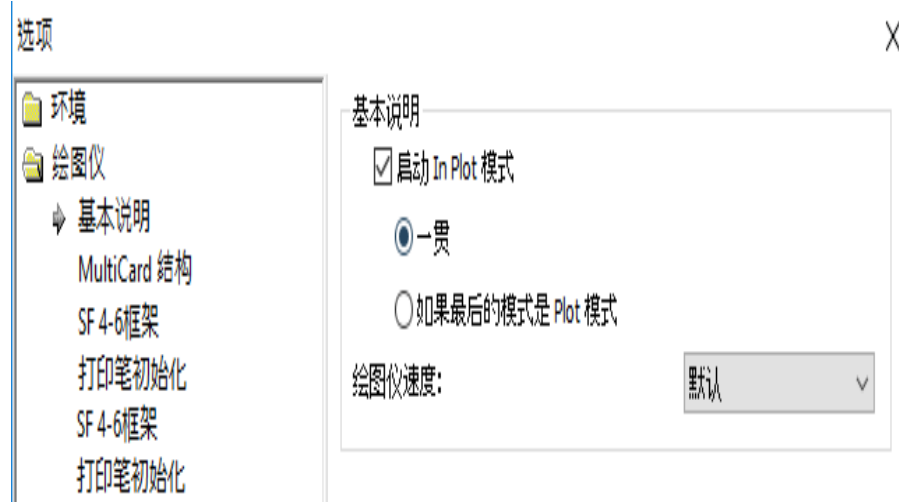 选项
环境
绘图仪
基本说明
MultiCard 结构
SF 4-6框架
打印笔初始化
SF 4-6框架
打印笔初始化
基本说明
启动 In Plot 模式
一贯
如果最后的模式是 Plot 模式
绘图仪速度:
默认